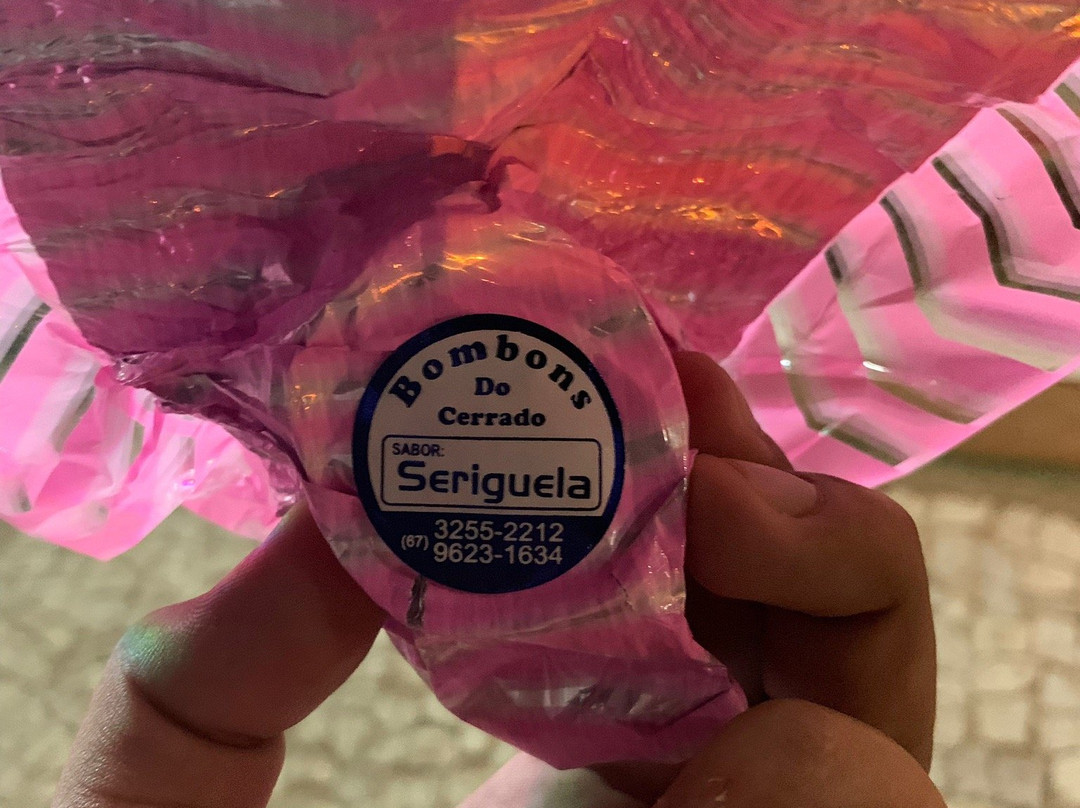 Bombons
Do
Cerrado
SABOR:
Seriguela
(67) 3255-2212
9623-1634